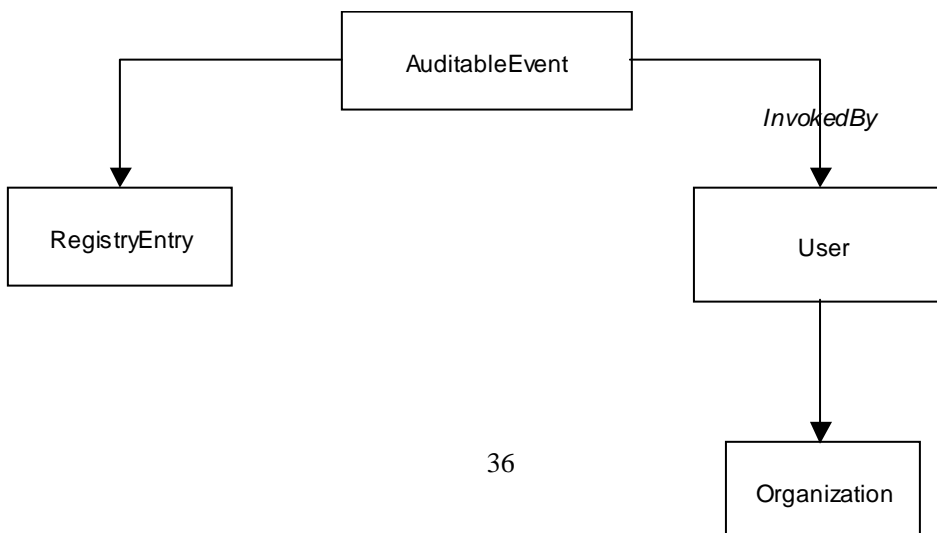 AuditableEvent
InvokedBy
RegistryEntry
User
36
Organization